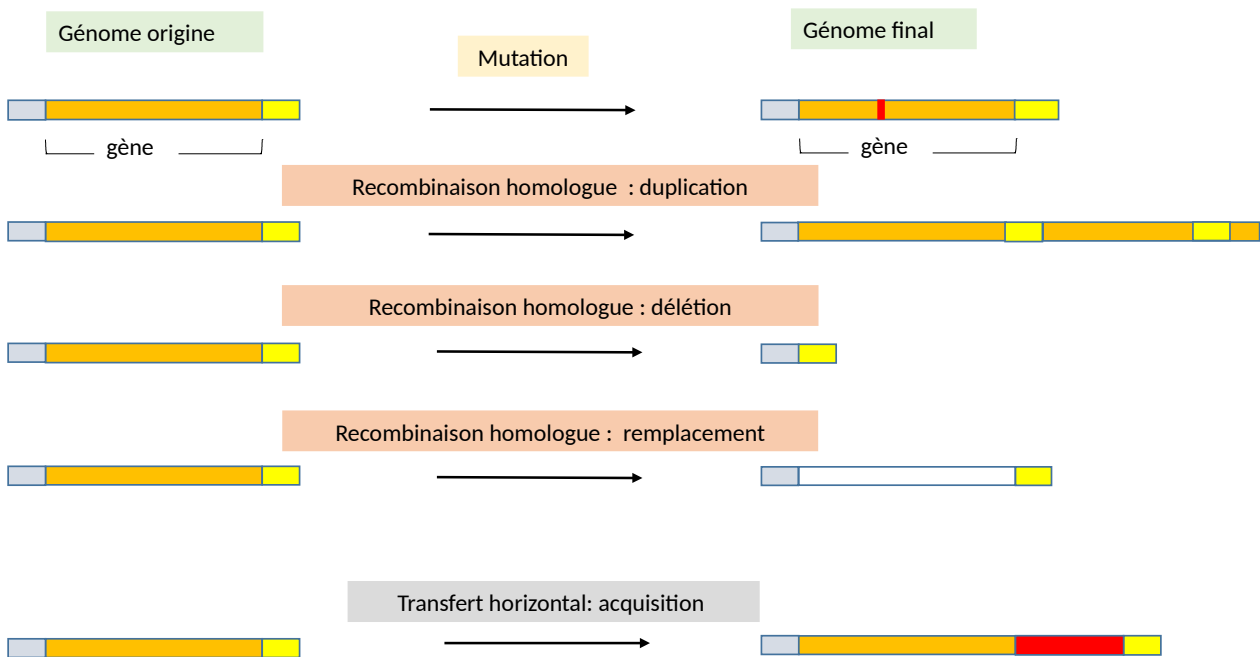 Génome origine
Génome final
Mutation
gène
gène
Recombinaison homologue : duplication
Recombinaison homologue : délétion
Recombinaison homologue : remplacement
Transfert horizontal: acquisition